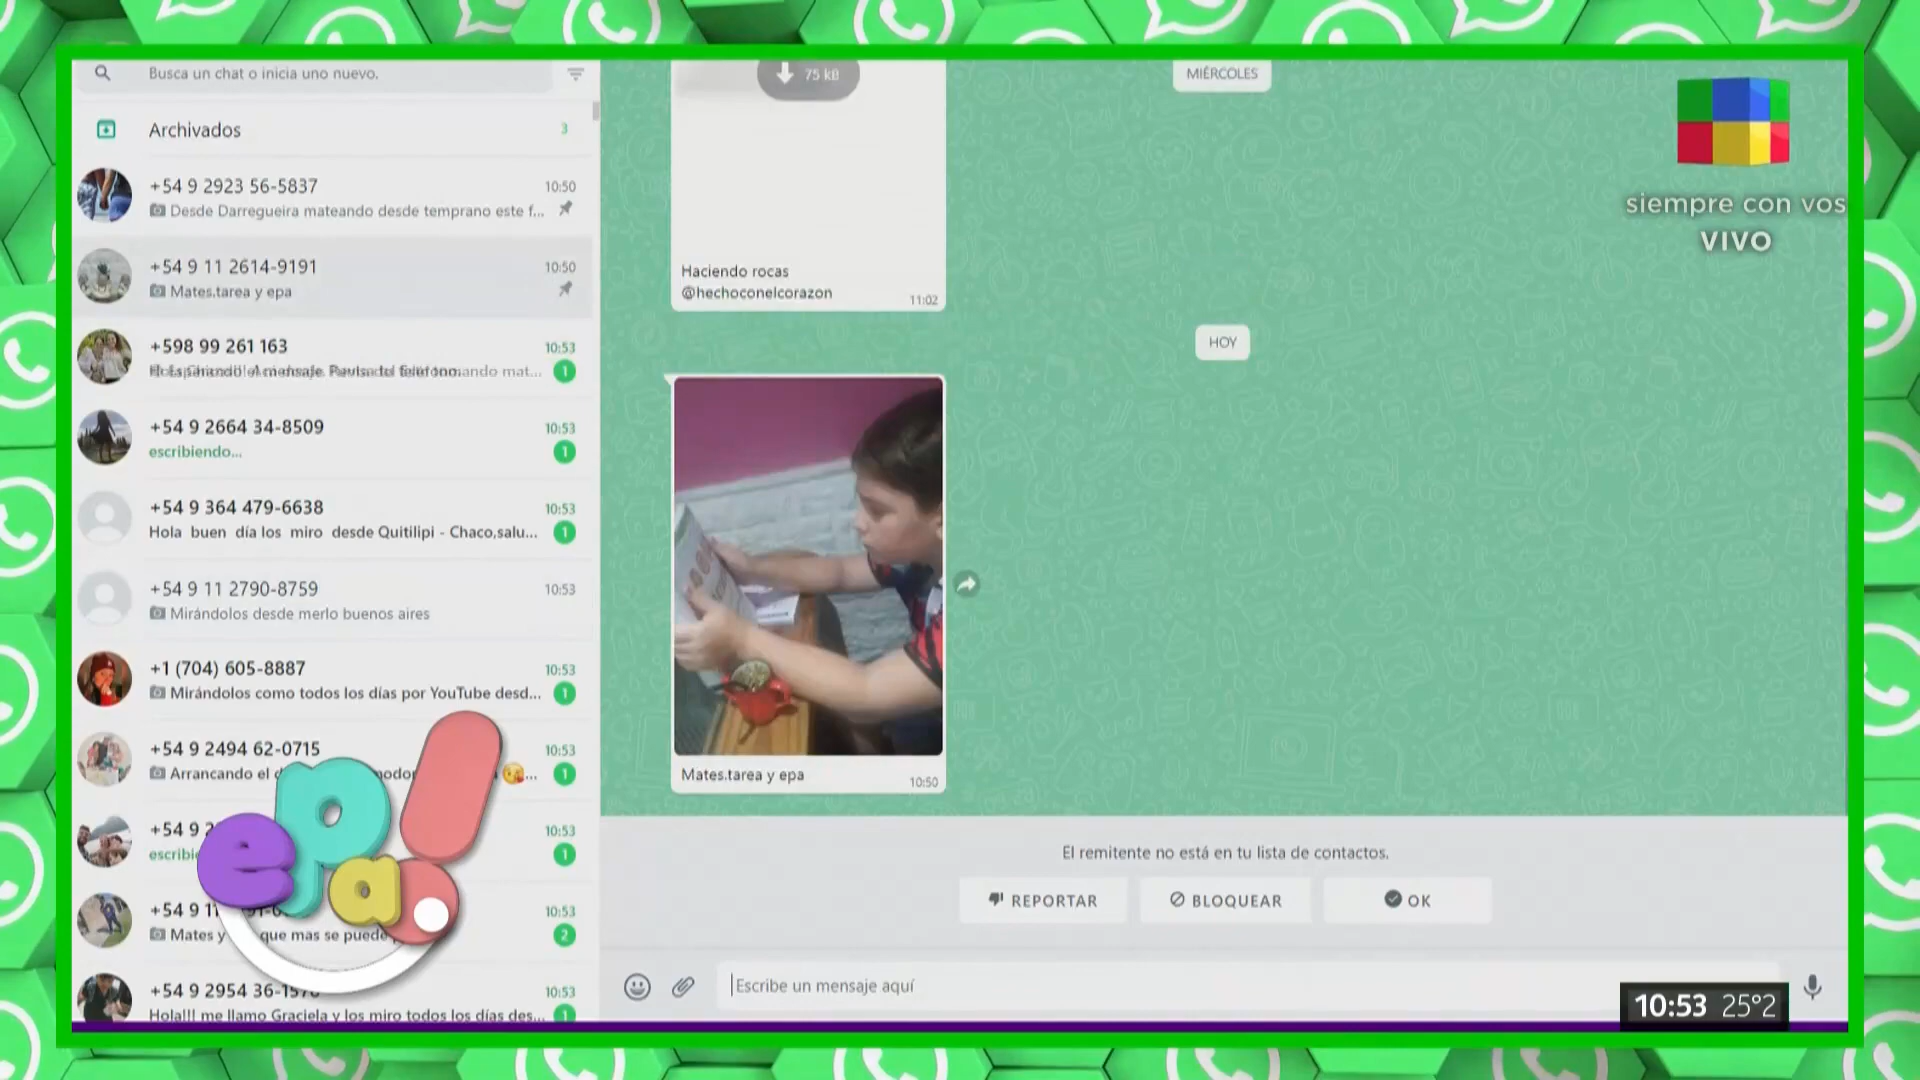 Busca un chat o inicia uno nuevo.
Archivados
3
+54 9 2923 56-5837
10:50
Desde Darregueira mateando desde temprano este f...
+54 9 11 2614-9191
10:50
Mates.tarea y epa
+598 99 261 163
10:53
1
+54 9 2664 34-8509
10:53
escribiendo...
1
+54 9 364 479-6638
10:53
Hola buen día los miro desde Quitilipi - Chaco,salu...
1
+54 9 11 2790-8759
10:53
Mirándolos desde merlo buenos aires
+1 (704) 605-8887
10:53
Mirándolos como todos los días por YouTube desd...
1
+54 9 2494 62-0715
10:53
Arrancando el
1
+54 9
10:53
1
+54 9
10:53
Mates y que mas se puede
2
+54 9 2954 36-1570
10:53
Hola!!! me llamo Graciela y los miro todos los días des...
1
epa!
75 kB
MIÉRCOLES
Haciendo rocas
@hechoconelcorazon
11:02
HOY
Mates.tarea y epa
10:50
El remitente no está en tu lista de contactos.
REPORTAR
BLOQUEAR
OK
Escribe un mensaje aquí
siempre con vos
VIVO
10:53 25°2